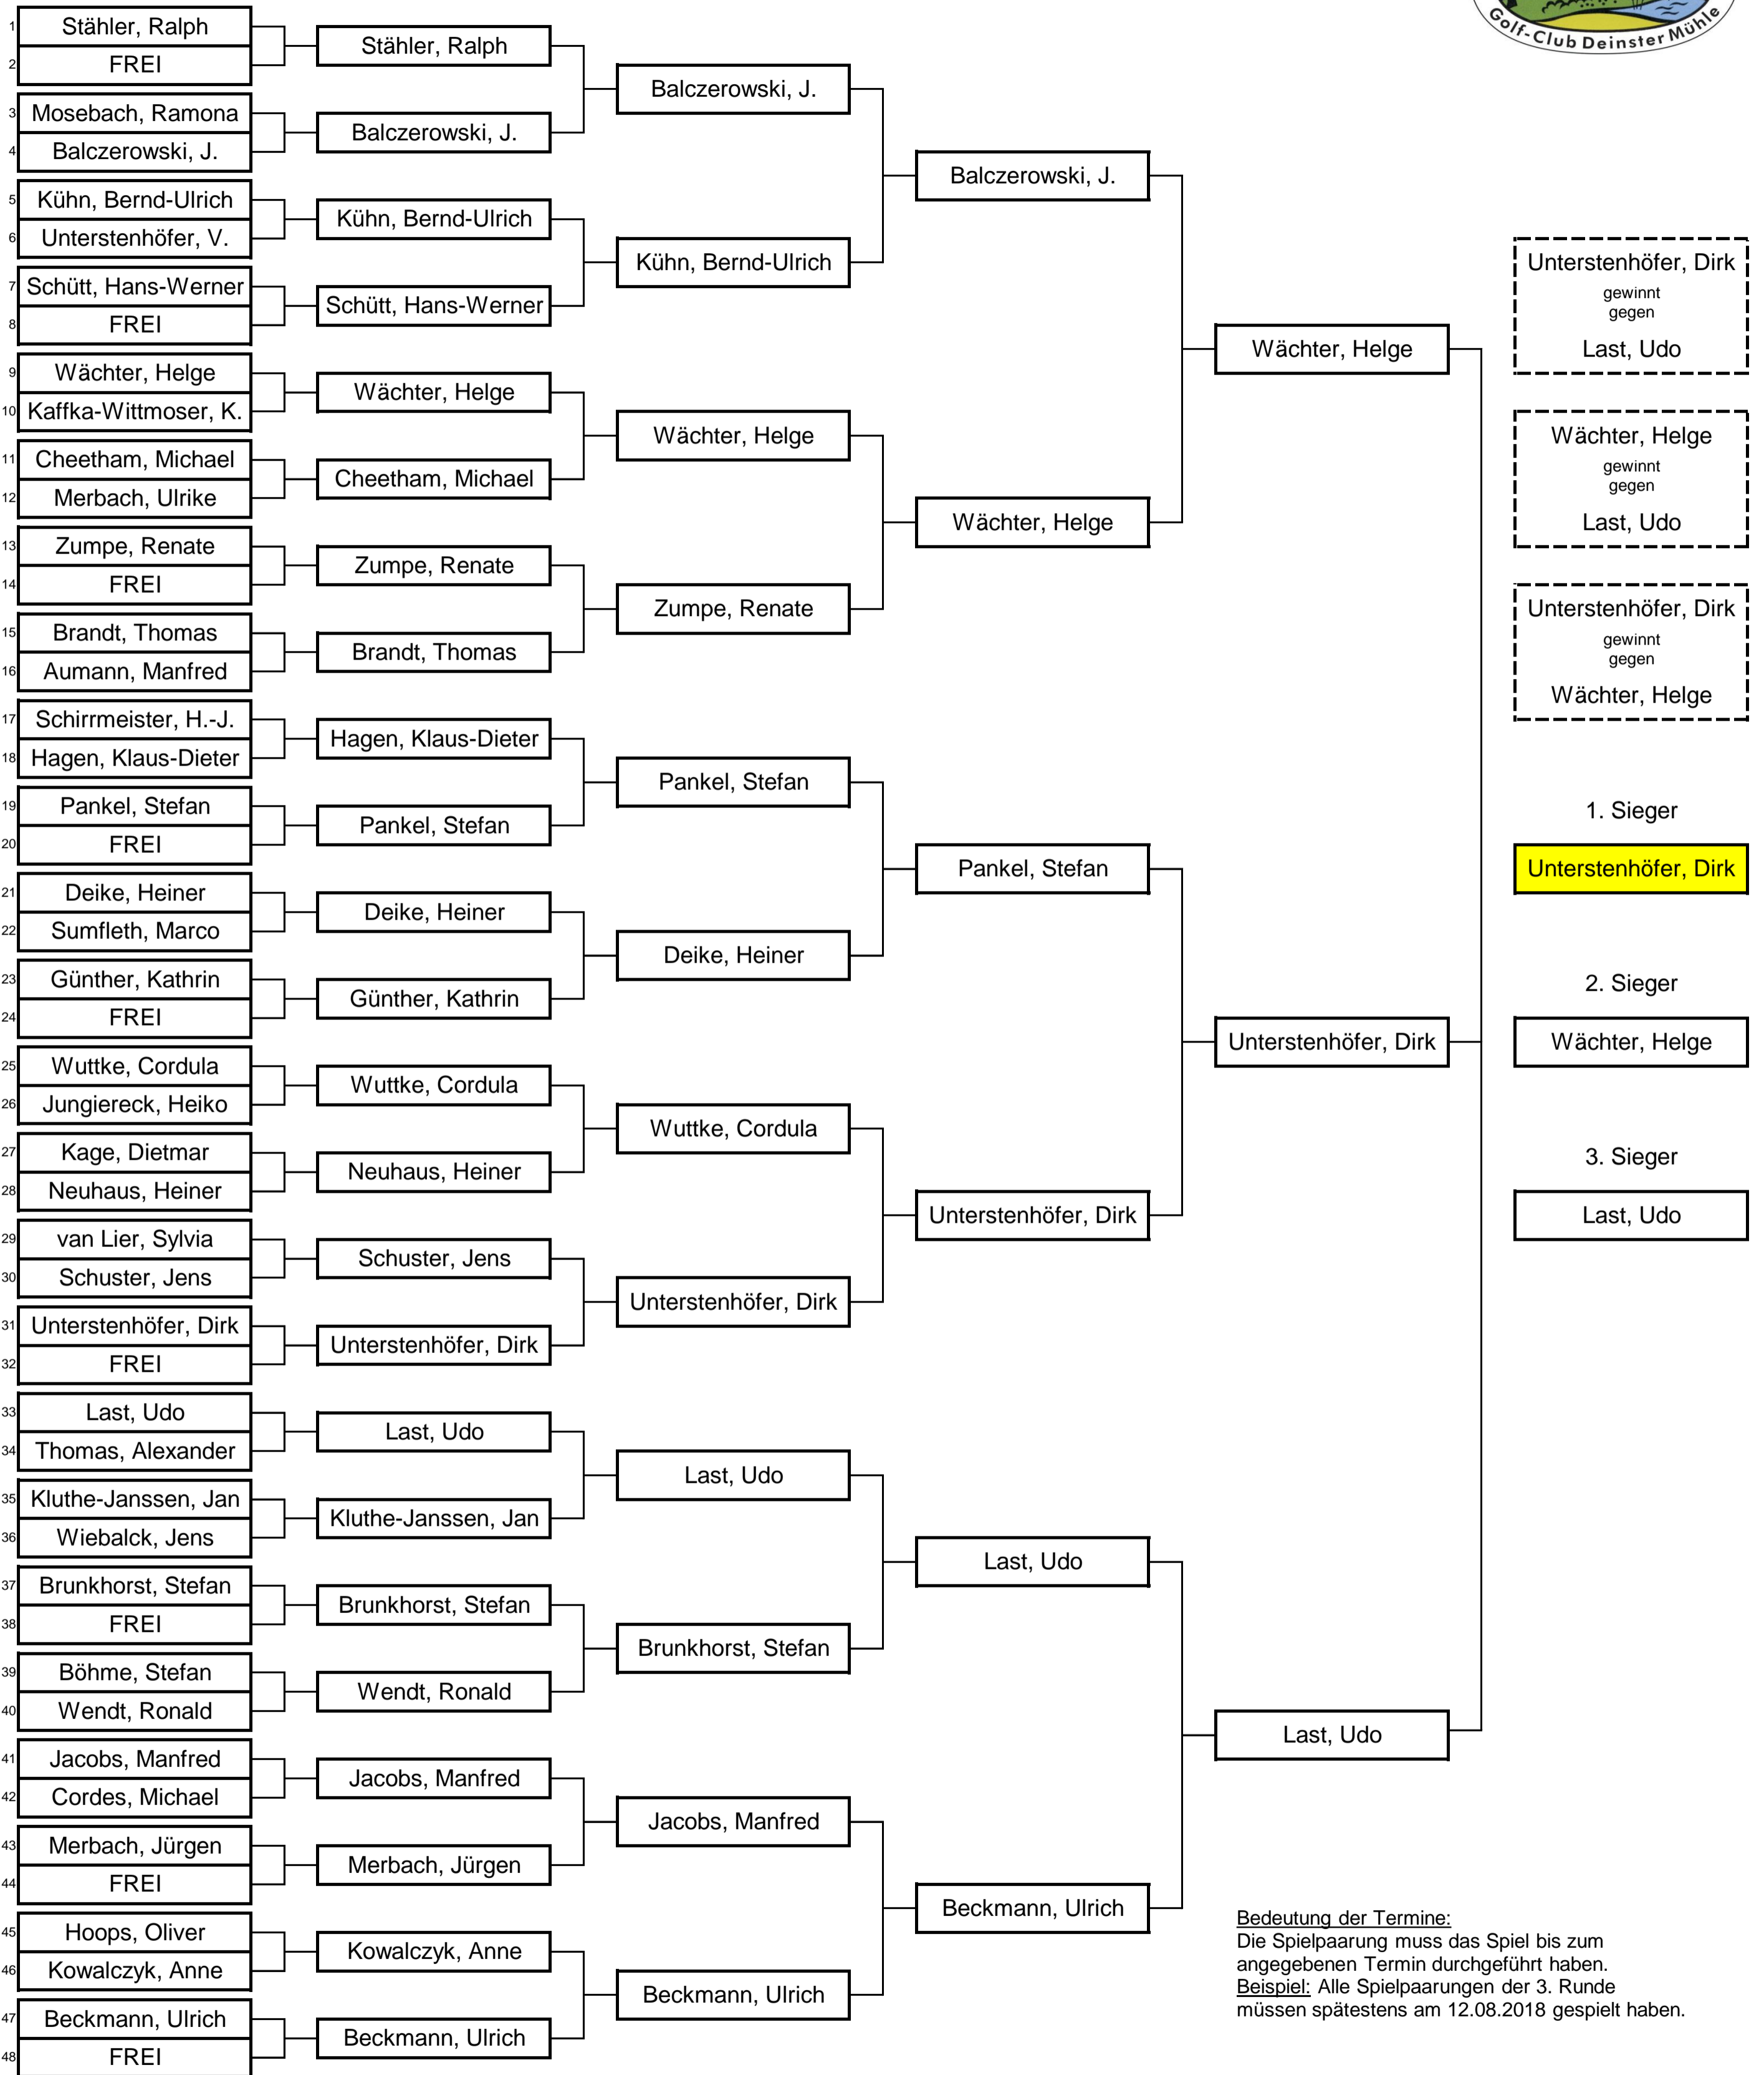 Golf-Club Deinster Mühle
1 Stähler, Ralph
2 FREI
3 Mosebach, Ramona
4 Balczerowski, J.
5 Kühn, Bernd-Ulrich
6 Unterstenhöfer, V.
7 Schütt, Hans-Werner
8 FREI
9 Wächter, Helge
10 Kaffka-Wittmoser, K.
11 Cheetham, Michael
12 Merbach, Ulrike
13 Zumpe, Renate
14 FREI
15 Brandt, Thomas
16 Aumann, Manfred
17 Schirrmeister, H.-J.
18 Hagen, Klaus-Dieter
19 Pankel, Stefan
20 FREI
21 Deike, Heiner
22 Sumfleth, Marco
23 Günther, Kathrin
24 FREI
25 Wuttke, Cordula
26 Jungiereck, Heiko
27 Kage, Dietmar
28 Neuhaus, Heiner
29 van Lier, Sylvia
30 Schuster, Jens
31 Unterstenhöfer, Dirk
32 FREI
33 Last, Udo
34 Thomas, Alexander
35 Kluthe-Janssen, Jan
36 Wiebalck, Jens
37 Brunkhorst, Stefan
38 FREI
39 Böhme, Stefan
40 Wendt, Ronald
41 Jacobs, Manfred
42 Cordes, Michael
43 Merbach, Jürgen
44 FREI
45 Hoops, Oliver
46 Kowalczyk, Anne
47 Beckmann, Ulrich
48 FREI
Stähler, Ralph
Balczerowski, J.
Kühn, Bernd-Ulrich
Schütt, Hans-Werner
Wächter, Helge
Cheetham, Michael
Zumpe, Renate
Brandt, Thomas
Hagen, Klaus-Dieter
Pankel, Stefan
Deike, Heiner
Günther, Kathrin
Wuttke, Cordula
Neuhaus, Heiner
Schuster, Jens
Unterstenhöfer, Dirk
Last, Udo
Kluthe-Janssen, Jan
Brunkhorst, Stefan
Wendt, Ronald
Jacobs, Manfred
Merbach, Jürgen
Kowalczyk, Anne
Beckmann, Ulrich
Balczerowski, J.
Kühn, Bernd-Ulrich
Wächter, Helge
Zumpe, Renate
Pankel, Stefan
Deike, Heiner
Wuttke, Cordula
Unterstenhöfer, Dirk
Last, Udo
Brunkhorst, Stefan
Jacobs, Manfred
Beckmann, Ulrich
Balczerowski, J.
Wächter, Helge
Pankel, Stefan
Unterstenhöfer, Dirk
Last, Udo
Beckmann, Ulrich
Wächter, Helge
Unterstenhöfer, Dirk
Last, Udo
Unterstenhöfer, Dirk
gewinnt
gegen
Last, Udo
Wächter, Helge
gewinnt
gegen
Last, Udo
Unterstenhöfer, Dirk
gewinnt
gegen
Wächter, Helge
1. Sieger
Unterstenhöfer, Dirk
2. Sieger
Wächter, Helge
3. Sieger
Last, Udo
Bedeutung der Termine:
Die Spielpaarung muss das Spiel bis zum
angegebenen Termin durchgeführt haben.
Beispiel: Alle Spielpaarungen der 3. Runde
müssen spätestens am 12.08.2018 gespielt haben.